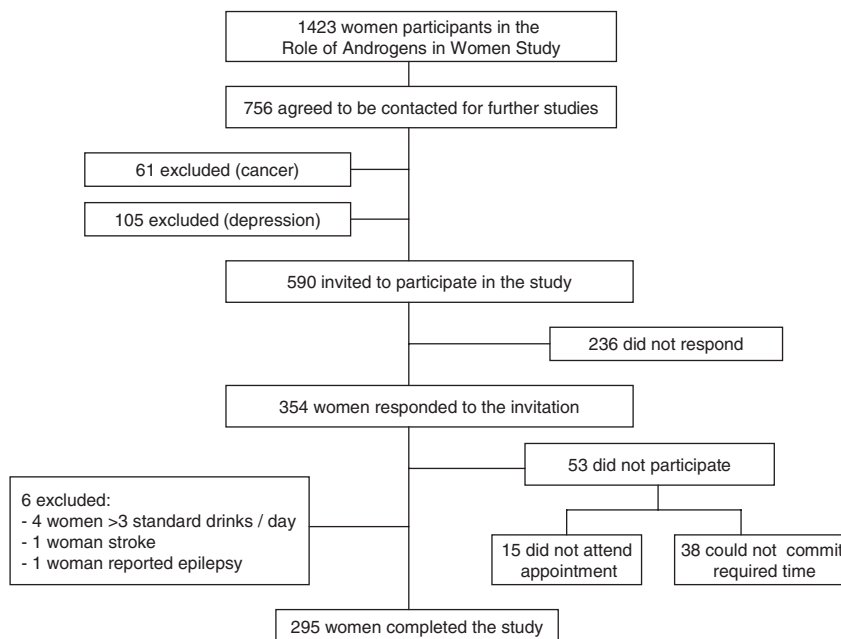 1423 women participants in the
Role of Androgens in Women Study
756 agreed to be contacted for further studies
61 excluded (cancer)
105 excluded (depression)
590 invited to participate in the study
236 did not respond
354 women responded to the invitation
53 did not participate
6 excluded:
- 4 women >3 standard drinks / day
- 1 woman stroke
- 1 woman reported epilepsy
15 did not attend
appointment
38 could not commit
required time
295 women completed the study